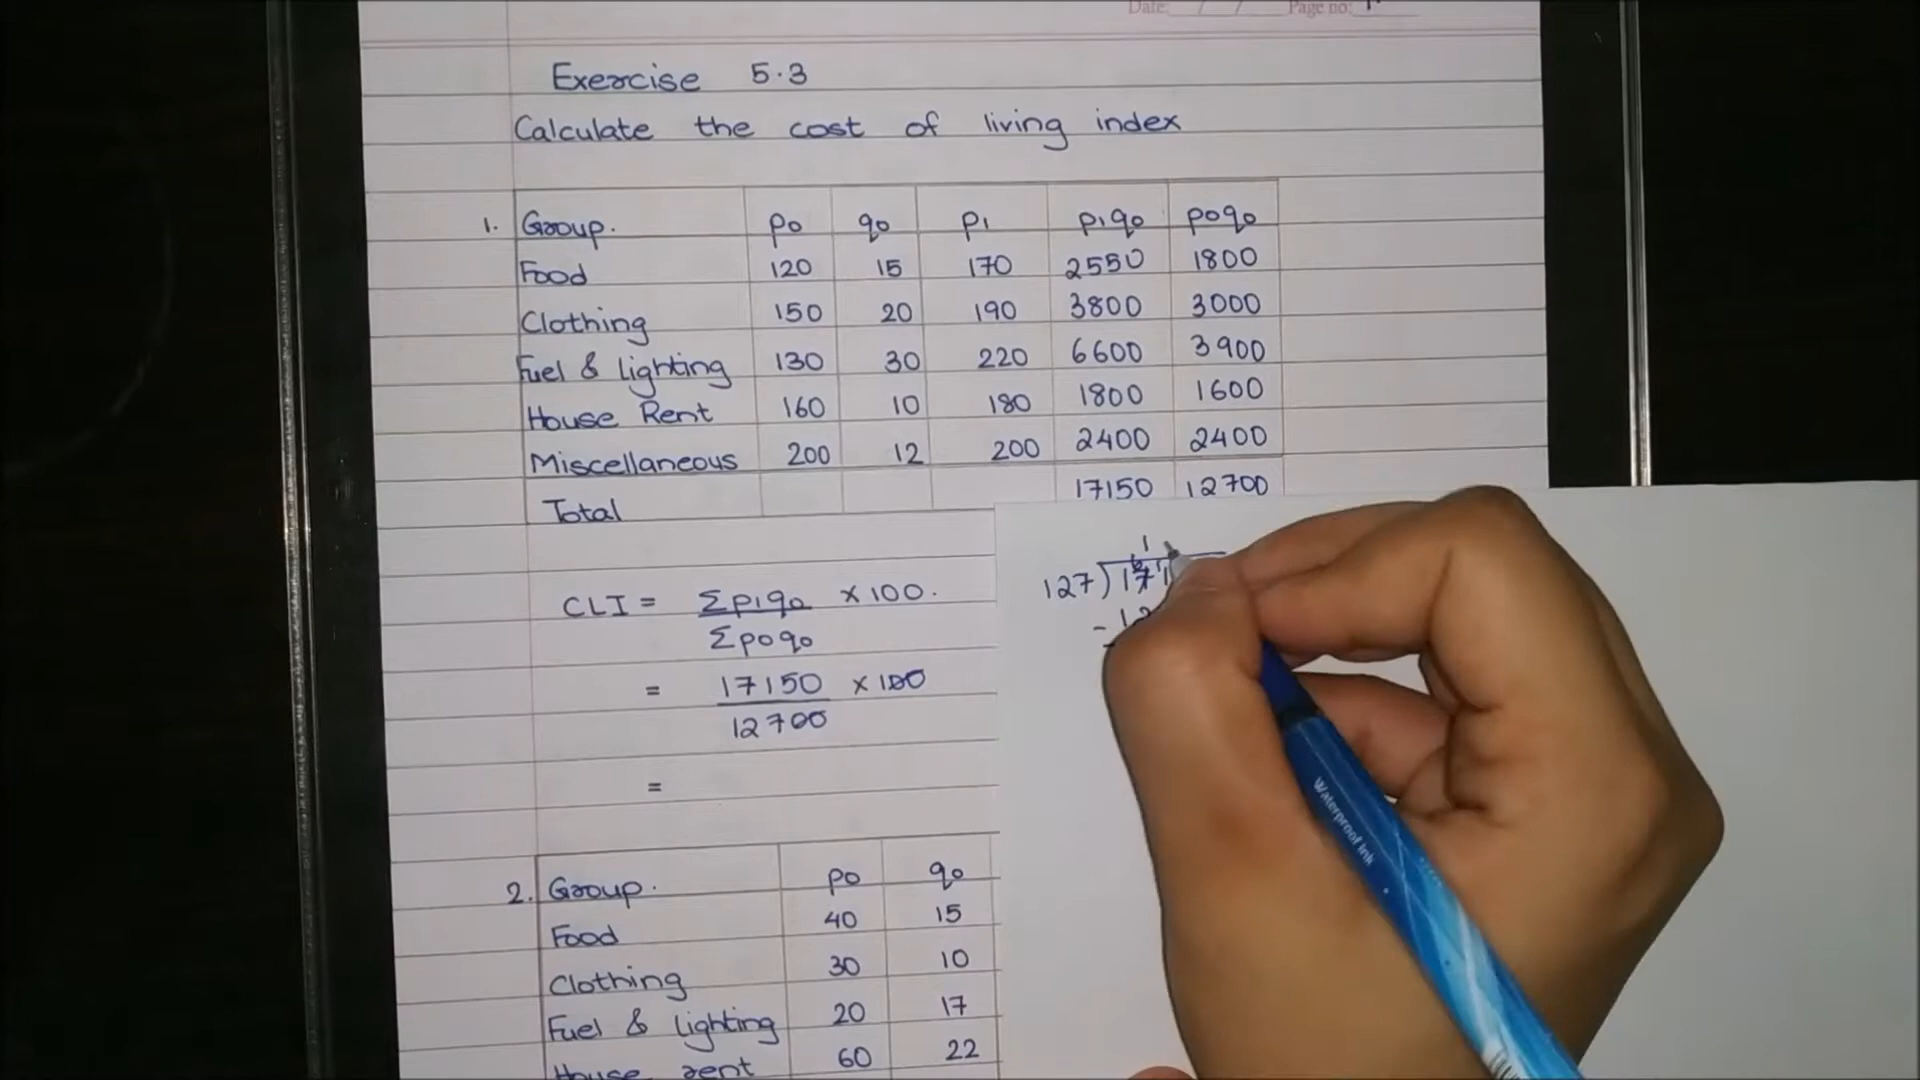 Date: / / Page no:
Exercise 5.3
Calculate the cost of living index
1. Group. p0 q0 p1 p1q0 p0q0
Food 120 15 170 2550 1800
Clothing 150 20 190 3800 3000
Fuel & lighting 130 30 220 6600 3900
House Rent 160 10 180 1800 1600
Miscellaneous 200 12 200 2400 2400
Total 17150 12700
1
127) 171
CLI = Σp1q0 × 100.
Σp0q0
= 17150 × 100
12700
=
2. Group. p0 q0
Food 40 15
Clothing 30 10
Fuel & lighting 20 17
House rent 60 22
Waterproof ink